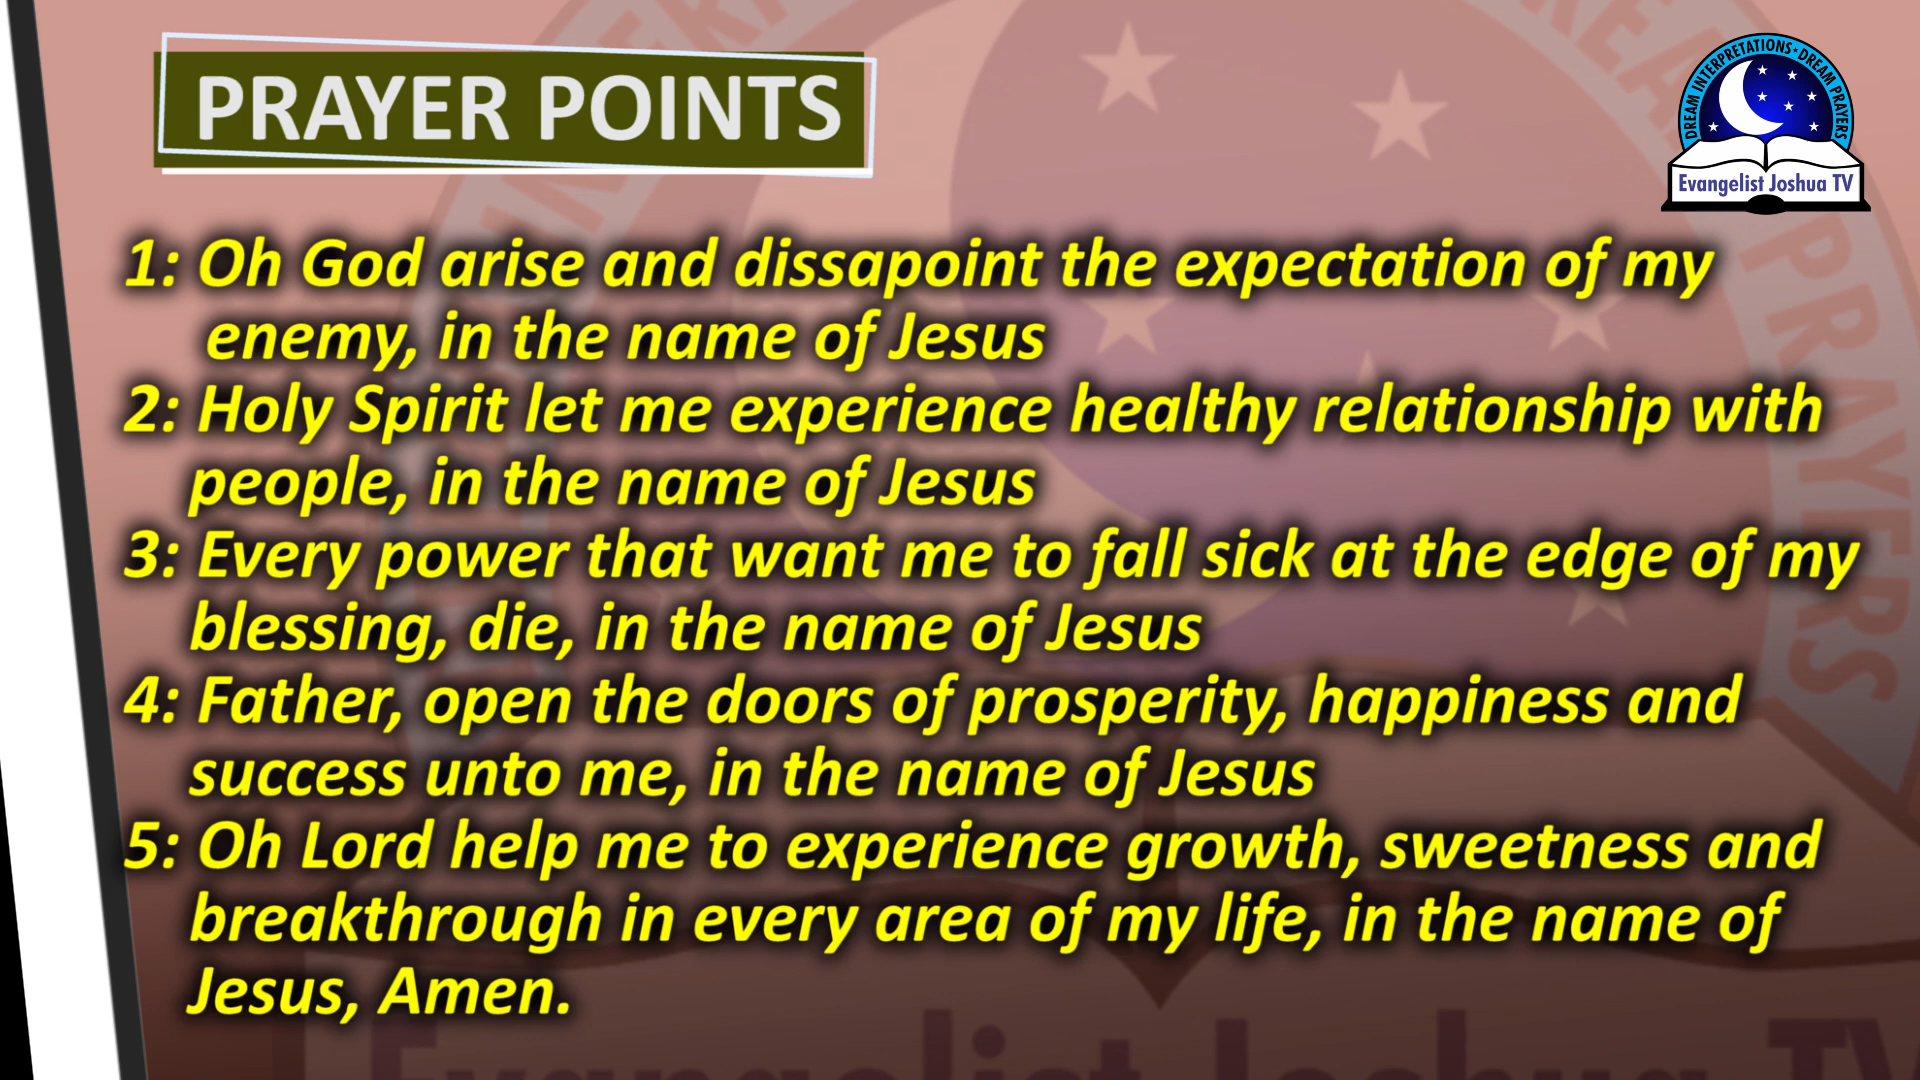 PRAYER POINTS
DREAM INTERPRETATIONS • DREAM PRAYERS
Evangelist Joshua TV
1: Oh God arise and dissapoint the expectation of my
enemy, in the name of Jesus
2: Holy Spirit let me experience healthy relationship with
people, in the name of Jesus
3: Every power that want me to fall sick at the edge of my
blessing, die, in the name of Jesus
4: Father, open the doors of prosperity, happiness and
success unto me, in the name of Jesus
5: Oh Lord help me to experience growth, sweetness and
breakthrough in every area of my life, in the name of
Jesus, Amen.
Evangelist Joshua TV